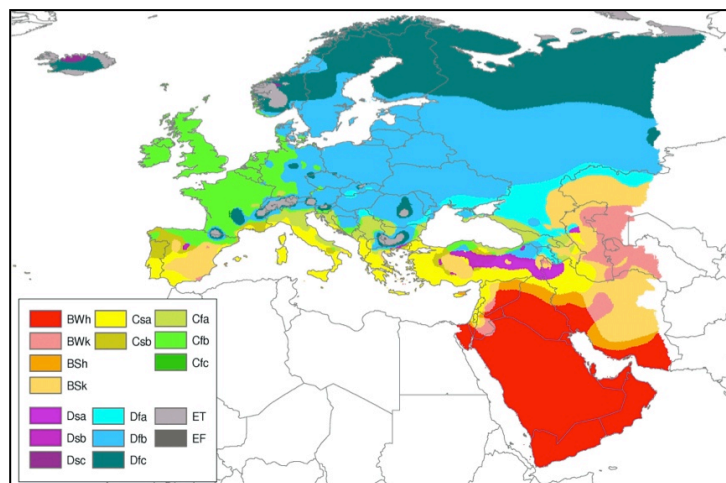 BWh Csa Cfa
BWk Csb Cfb
BSh Cfc
BSk
Dsa Dfa ET
Dsb Dfb EF
Dsc Dfc